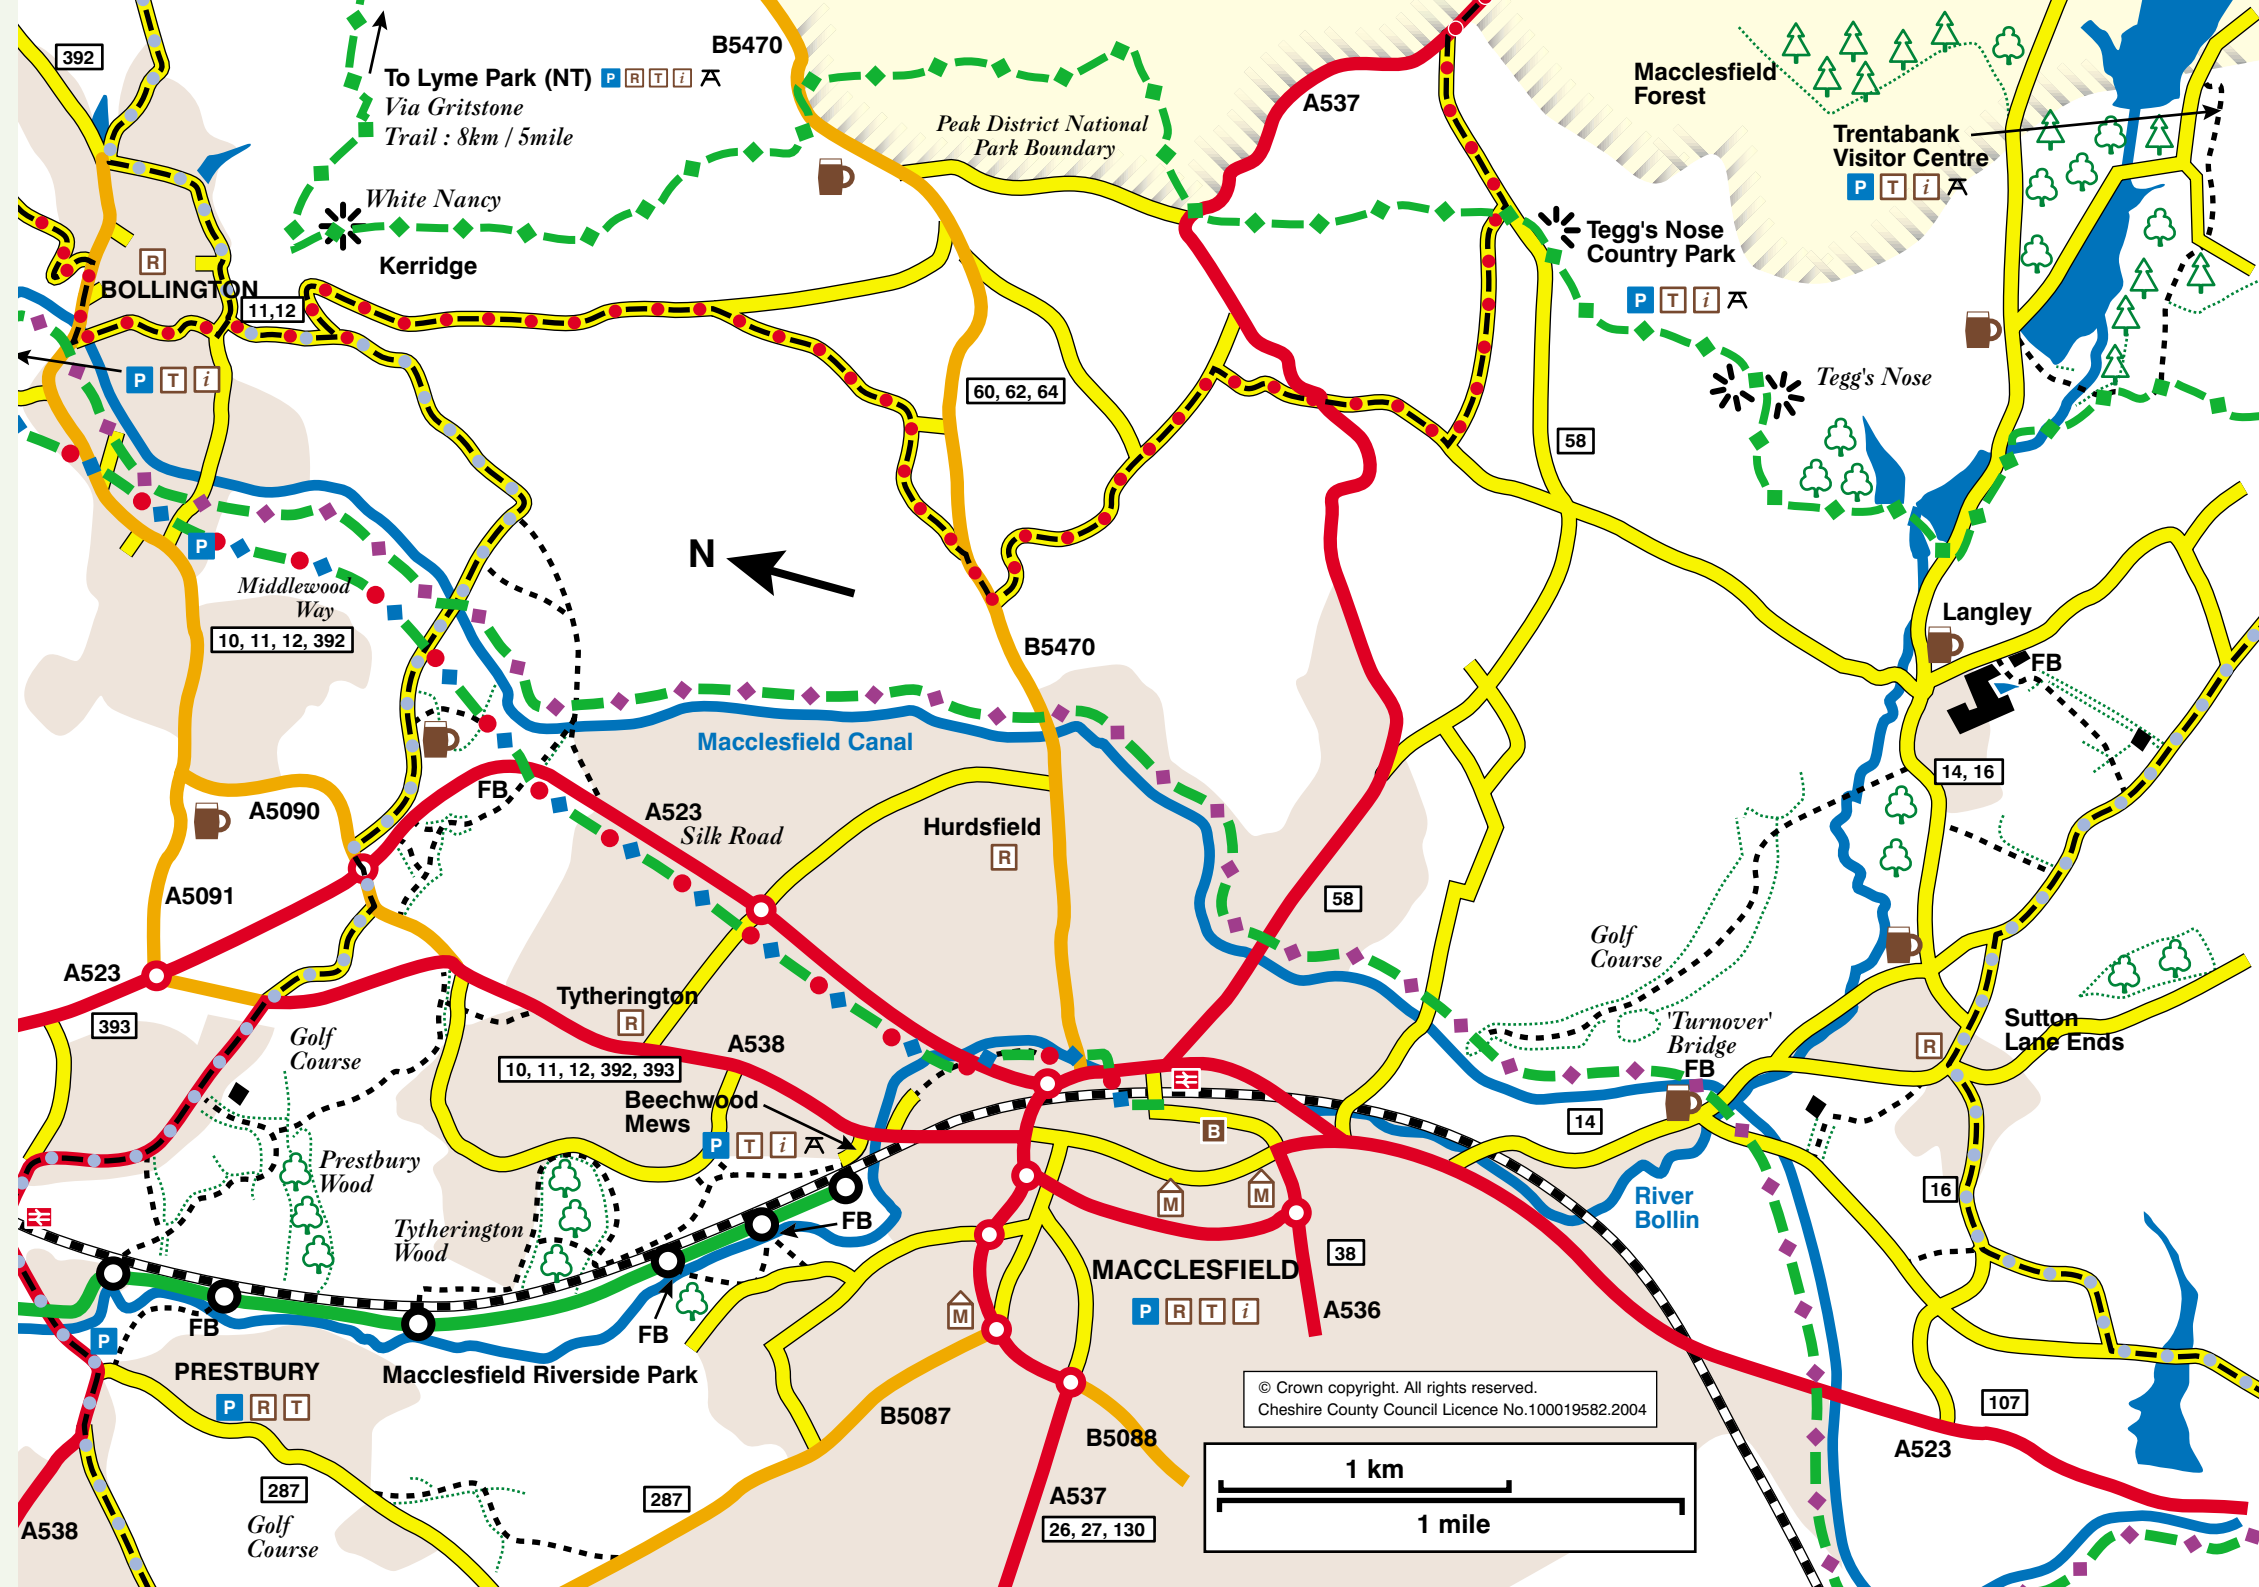 392
B5470
To Lyme Park (NT) P R T i
Via Gritstone
Trail : 8km / 5mile
A537
Macclesfield
Forest
Peak District National
Park Boundary
Trentabank
Visitor Centre
P T i
White Nancy
Kerridge
R
BOLLINGTON
11,12
Tegg's Nose
Country Park
P T i
P T i
60, 62, 64
Tegg's Nose
58
P
N
Middlewood
Way
10, 11, 12, 392
B5470
Langley
FB
Macclesfield Canal
14, 16
FB
A5090
A523
Silk Road
Hurdsfield
R
A5091
58
Golf
Course
A523
393
Tytherington
R
Golf
Course
A538
10, 11, 12, 392, 393
'Turnover'
Bridge
FB
Sutton
Lane Ends
R
Beechwood
Mews
P T i
B
14
Prestbury
Wood
Tytherington
Wood
FB
M
M
River
Bollin
16
38
MACCLESFIELD
P R T i
A536
M
FB
FB
P
PRESTBURY
P R T
Macclesfield Riverside Park
© Crown copyright. All rights reserved.
Cheshire County Council Licence No.100019582.2004
B5087
B5088
107
A523
1 km
1 mile
287
287
A537
26, 27, 130
A538
Golf
Course